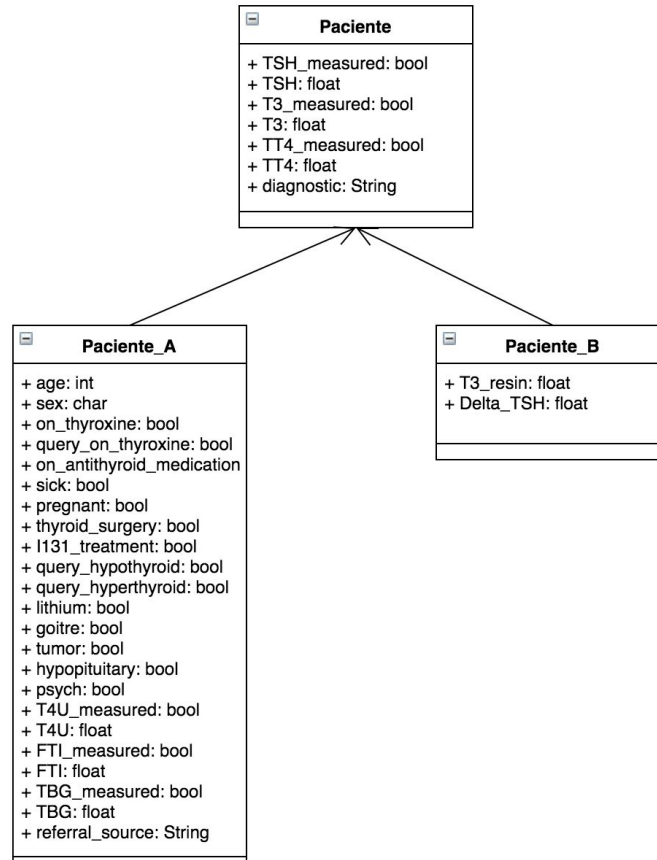 Paciente
+ TSH_measured: bool
+ TSH: float
+ T3_measured: bool
+ T3: float
+ TT4_measured: bool
+ TT4: float
+ diagnostic: String
Paciente_A
+ age: int
+ sex: char
+ on_thyroxine: bool
+ query_on_thyroxine: bool
+ on_antithyroid_medication
+ sick: bool
+ pregnant: bool
+ thyroid_surgery: bool
+ I131_treatment: bool
+ query_hypothyroid: bool
+ query_hyperthyroid: bool
+ lithium: bool
+ goitre: bool
+ tumor: bool
+ hypopituitary: bool
+ psych: bool
+ T4U_measured: bool
+ T4U: float
+ FTI_measured: bool
+ FTI: float
+ TBG_measured: bool
+ TBG: float
+ referral_source: String
Paciente_B
+ T3_resin: float
+ Delta_TSH: float